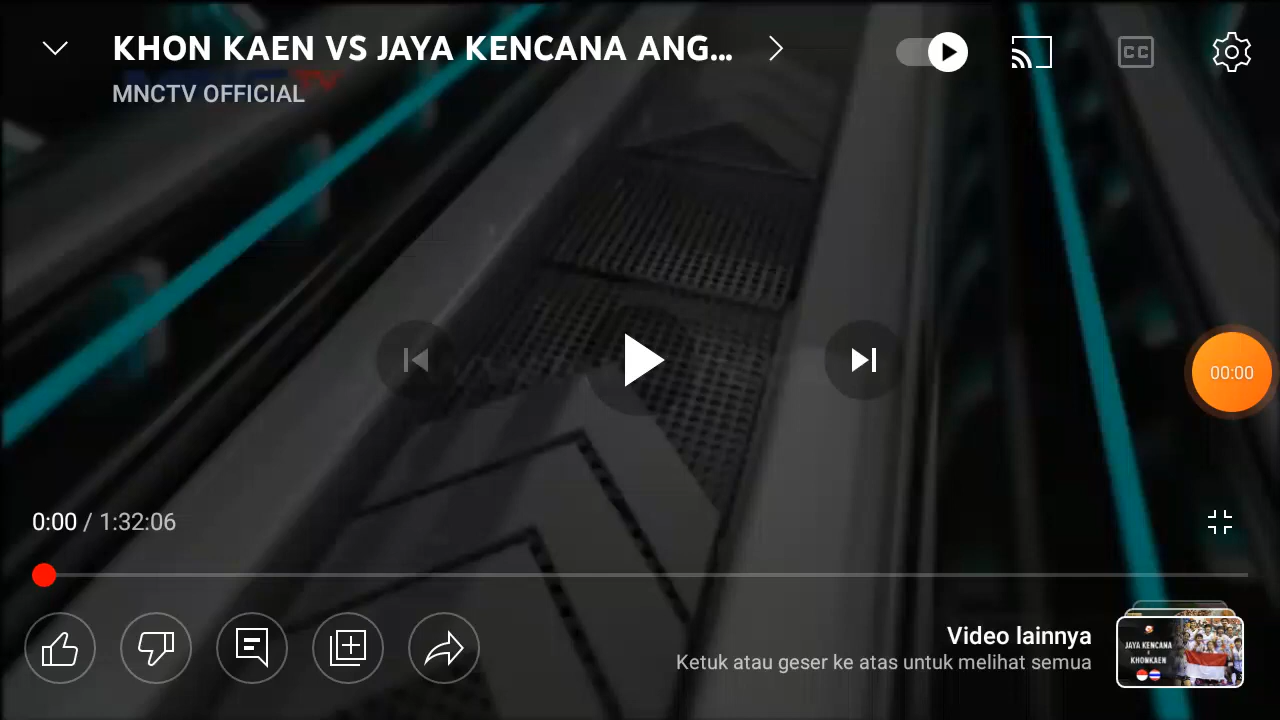 KHON KAEN VS JAYA KENCANA ANG...
CC
MNCTV OFFICIAL
00:00
0:00 / 1:32:06
Video lainnya
Ketuk atau geser ke atas untuk melihat semua
JAYA KENCANA
KHONKAEN